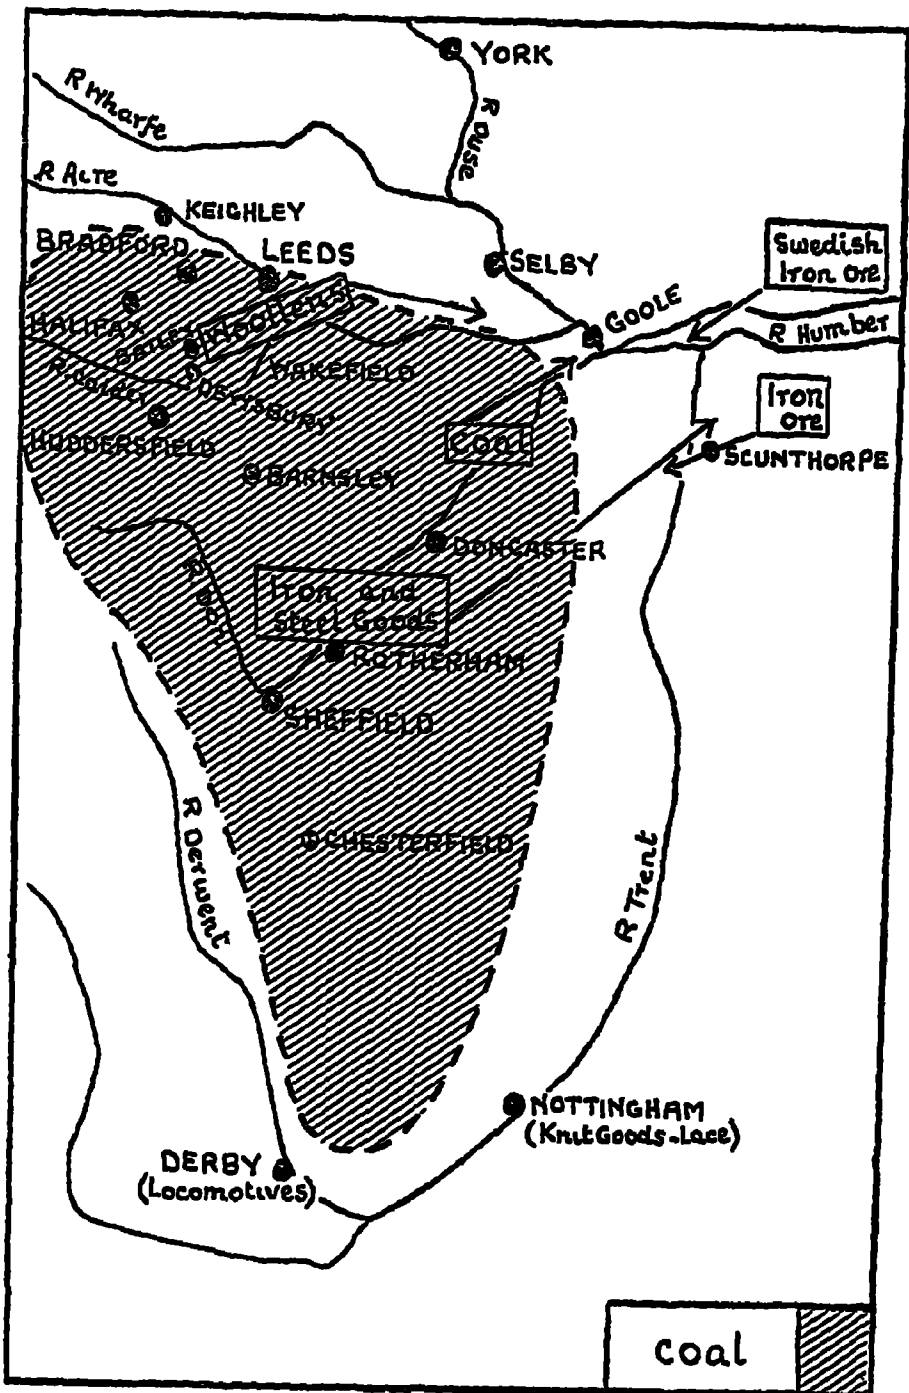 YORK
R Wharfe
R Ouse
R Aire
KEIGHLEY
BRADFORD
LEEDS
SELBY
Swedish
Iron Ore
GOOLE
R Humber
HALIFAX
BATLEY
Woollens
WAKEFIELD
DEWSBURY
HUDDERSFIELD
Iron
Ore
Coal
SCUNTHORPE
BARNSLEY
DONCASTER
R Don
Iron and
Steel Goods
ROTHERHAM
SHEFFIELD
R Derwent
CHESTERFIELD
R Trent
NOTTINGHAM
(Knit Goods-Lace)
DERBY
(Locomotives)
coal